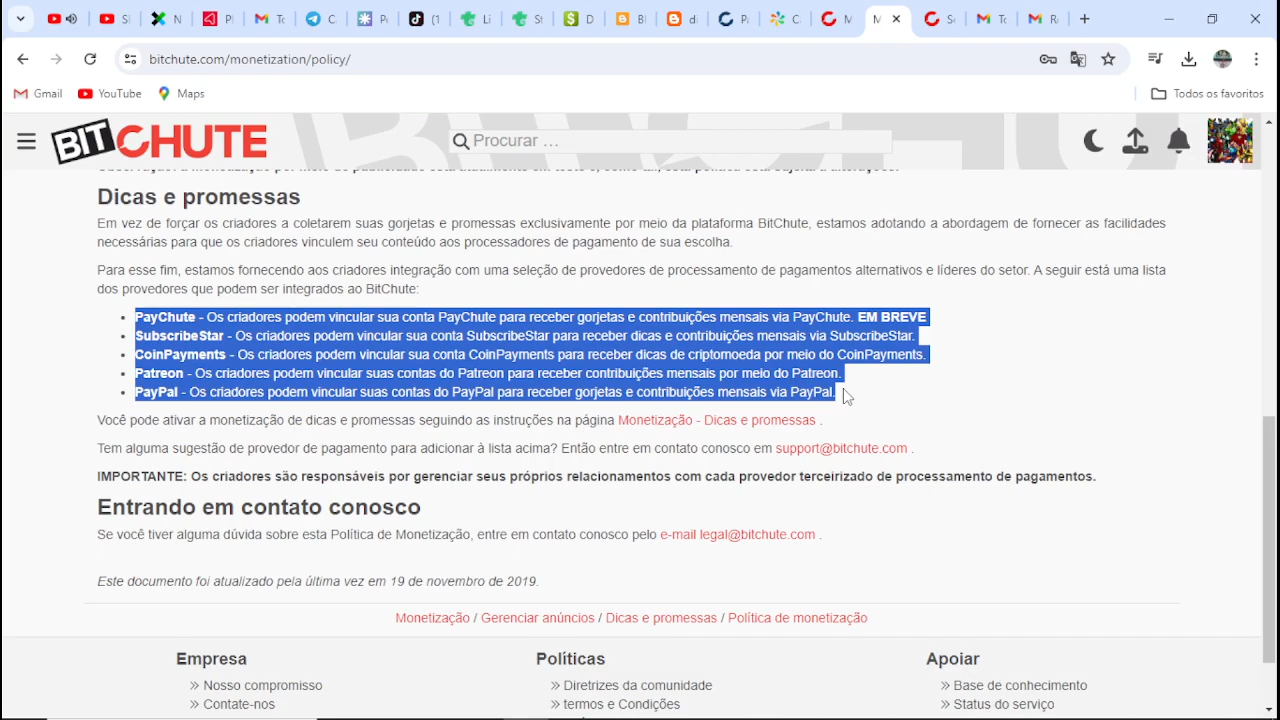 N
Pl
To
C
Po
(1
Li
St
D
Bl
di
Pa
C
M
M
So
To
R
bitchute.com/monetization/policy/
Gmail
YouTube
Maps
Todos os favoritos
BITCHUTE
Procurar …
Dicas e promessas
Em vez de forçar os criadores a coletarem suas gorjetas e promessas exclusivamente por meio da plataforma BitChute, estamos adotando a abordagem de fornecer as facilidades
necessárias para que os criadores vinculem seu conteúdo aos processadores de pagamento de sua escolha.
Para esse fim, estamos fornecendo aos criadores integração com uma seleção de provedores de processamento de pagamentos alternativos e líderes do setor. A seguir está uma lista
dos provedores que podem ser integrados ao BitChute:
PayChute - Os criadores podem vincular sua conta PayChute para receber gorjetas e contribuições mensais via PayChute. EM BREVE
SubscribeStar - Os criadores podem vincular sua conta SubscribeStar para receber dicas e contribuições mensais via SubscribeStar.
CoinPayments - Os criadores podem vincular sua conta CoinPayments para receber dicas de criptomoeda por meio do CoinPayments.
Patreon - Os criadores podem vincular suas contas do Patreon para receber contribuições mensais por meio do Patreon.
PayPal - Os criadores podem vincular suas contas do PayPal para receber gorjetas e contribuições mensais via PayPal.
Você pode ativar a monetização de dicas e promessas seguindo as instruções na página Monetização - Dicas e promessas .
Tem alguma sugestão de provedor de pagamento para adicionar à lista acima? Então entre em contato conosco em support@bitchute.com .
IMPORTANTE: Os criadores são responsáveis por gerenciar seus próprios relacionamentos com cada provedor terceirizado de processamento de pagamentos.
Entrando em contato conosco
Se você tiver alguma dúvida sobre esta Política de Monetização, entre em contato conosco pelo e-mail legal@bitchute.com .
Este documento foi atualizado pela última vez em 19 de novembro de 2019.
Monetização / Gerenciar anúncios / Dicas e promessas / Política de monetização
Empresa
Políticas
Apoiar
» Nosso compromisso
» Diretrizes da comunidade
» Base de conhecimento
» Contate-nos
» termos e Condições
» Status do serviço